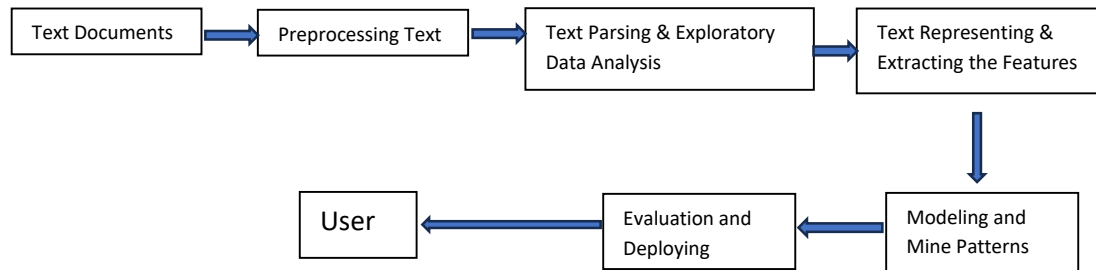 Text Documents
Preprocessing Text
Text Parsing & Exploratory
Data Analysis
Text Representing &
Extracting the Features
Modeling and
Mine Patterns
Evaluation and
Deploying
User